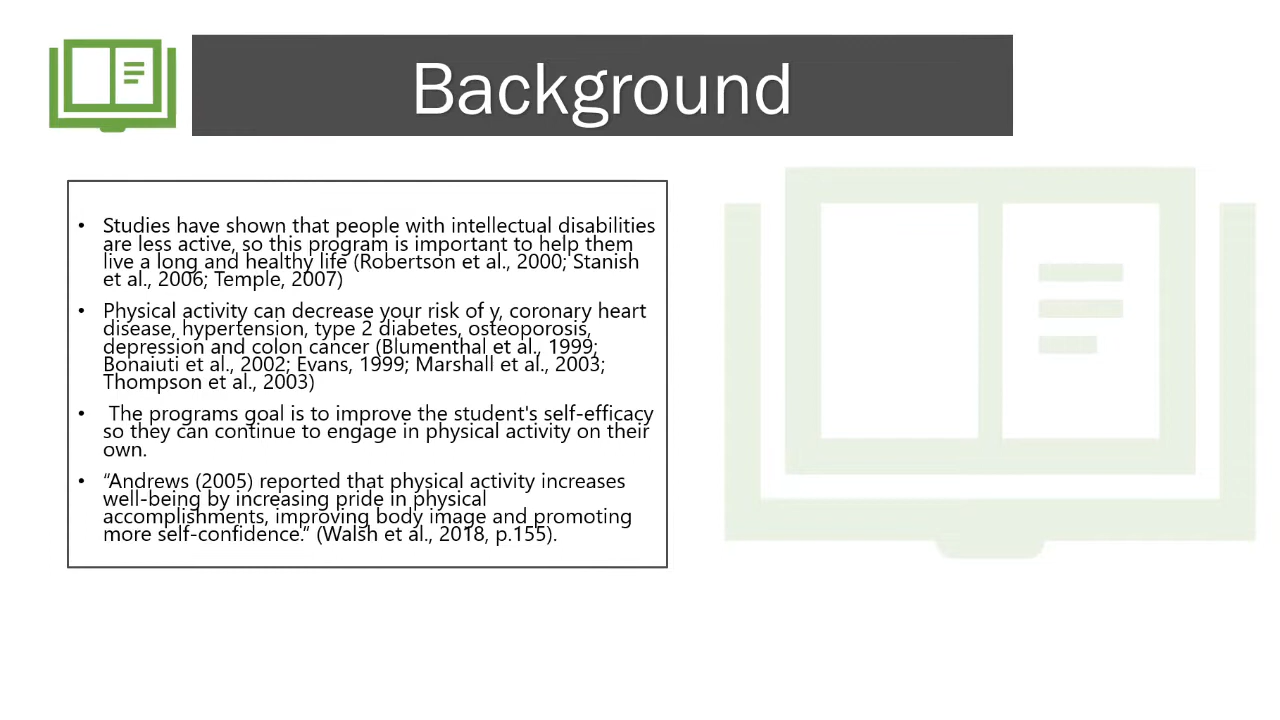 Background
• Studies have shown that people with intellectual disabilities
are less active, so this program is important to help them
live a long and healthy life (Robertson et al., 2000; Stanish
et al., 2006; Temple, 2007)
• Physical activity can decrease your risk of y, coronary heart
disease, hypertension, type 2 diabetes, osteoporosis,
depression and colon cancer (Blumenthal et al., 1999;
Bonaiuti et al., 2002; Evans, 1999; Marshall et al., 2003;
Thompson et al., 2003)
• The programs goal is to improve the student's self-efficacy
so they can continue to engage in physical activity on their
own.
• “Andrews (2005) reported that physical activity increases
well-being by increasing pride in physical
accomplishments, improving body image and promoting
more self-confidence.” (Walsh et al., 2018, p.155).